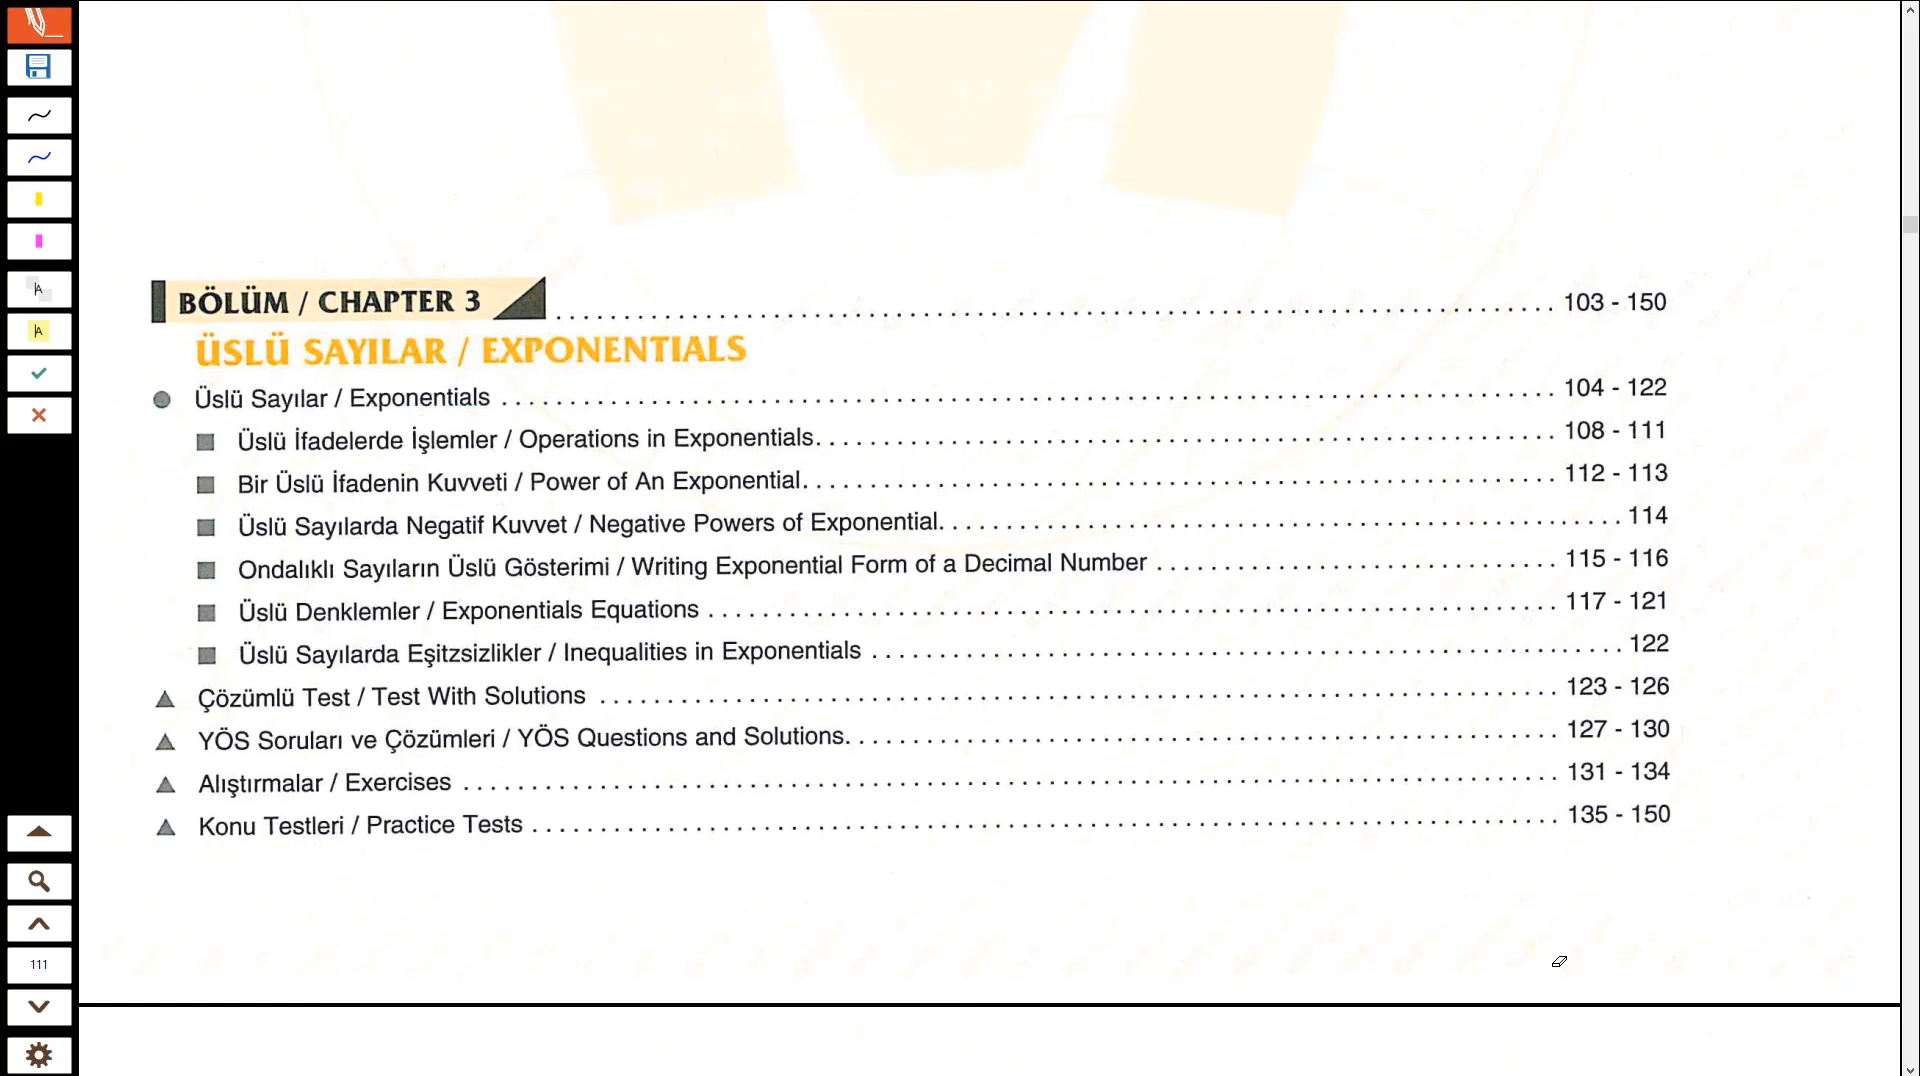 BÖLÜM / CHAPTER 3 ........ 103 - 150
ÜSLÜ SAYILAR / EXPONENTIALS
Üslü Sayılar / Exponentials ........ 104 - 122
Üslü İfadelerde İşlemler / Operations in Exponentials ........ 108 - 111
Bir Üslü İfadenin Kuvveti / Power of An Exponential ........ 112 - 113
Üslü Sayılarda Negatif Kuvvet / Negative Powers of Exponential ........ 114
Ondalıklı Sayıların Üslü Gösterimi / Writing Exponential Form of a Decimal Number ........ 115 - 116
Üslü Denklemler / Exponentials Equations ........ 117 - 121
Üslü Sayılarda Eşitzsizlikler / Inequalities in Exponentials ........ 122
Çözümlü Test / Test With Solutions ........ 123 - 126
YÖS Soruları ve Çözümleri / YÖS Questions and Solutions ........ 127 - 130
Alıştırmalar / Exercises ........ 131 - 134
Konu Testleri / Practice Tests ........ 135 - 150
A
A
111